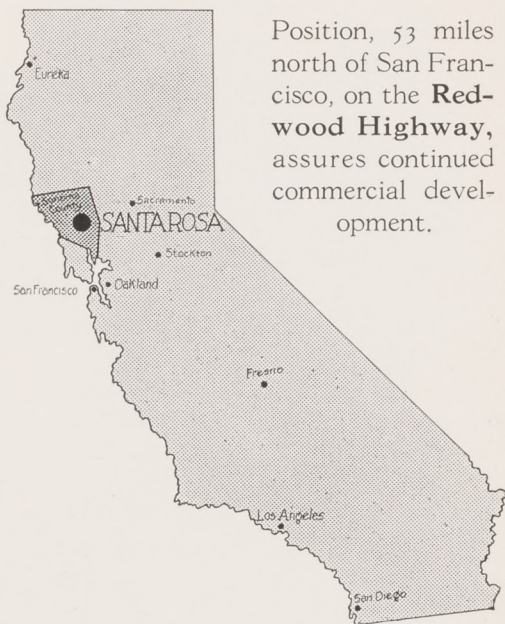 Position, 53 miles
north of San Fran-
cisco, on the Red-
wood Highway,
assures continued
commercial devel-
opment.
Eureka
Sonoma
County
Sacramento
SANTA ROSA
Stockton
San Francisco
Oakland
Fresno
Los Angeles
San Diego